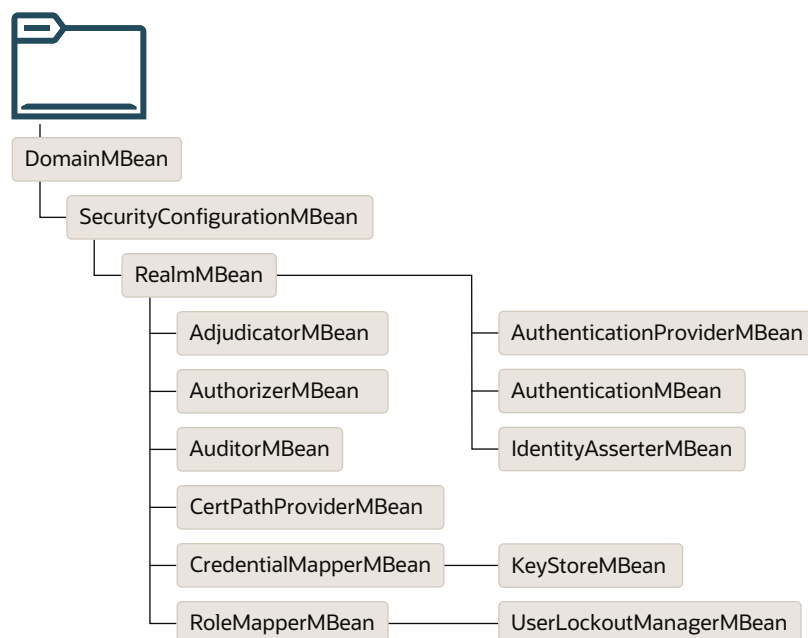 DomainMBean
SecurityConfigurationMBean
RealmMBean
AdjudicatorMBean
AuthenticationProviderMBean
AuthorizerMBean
AuthenticationMBean
AuditorMBean
IdentityAsserterMBean
CertPathProviderMBean
CredentialMapperMBean
KeyStoreMBean
RoleMapperMBean
UserLockoutManagerMBean